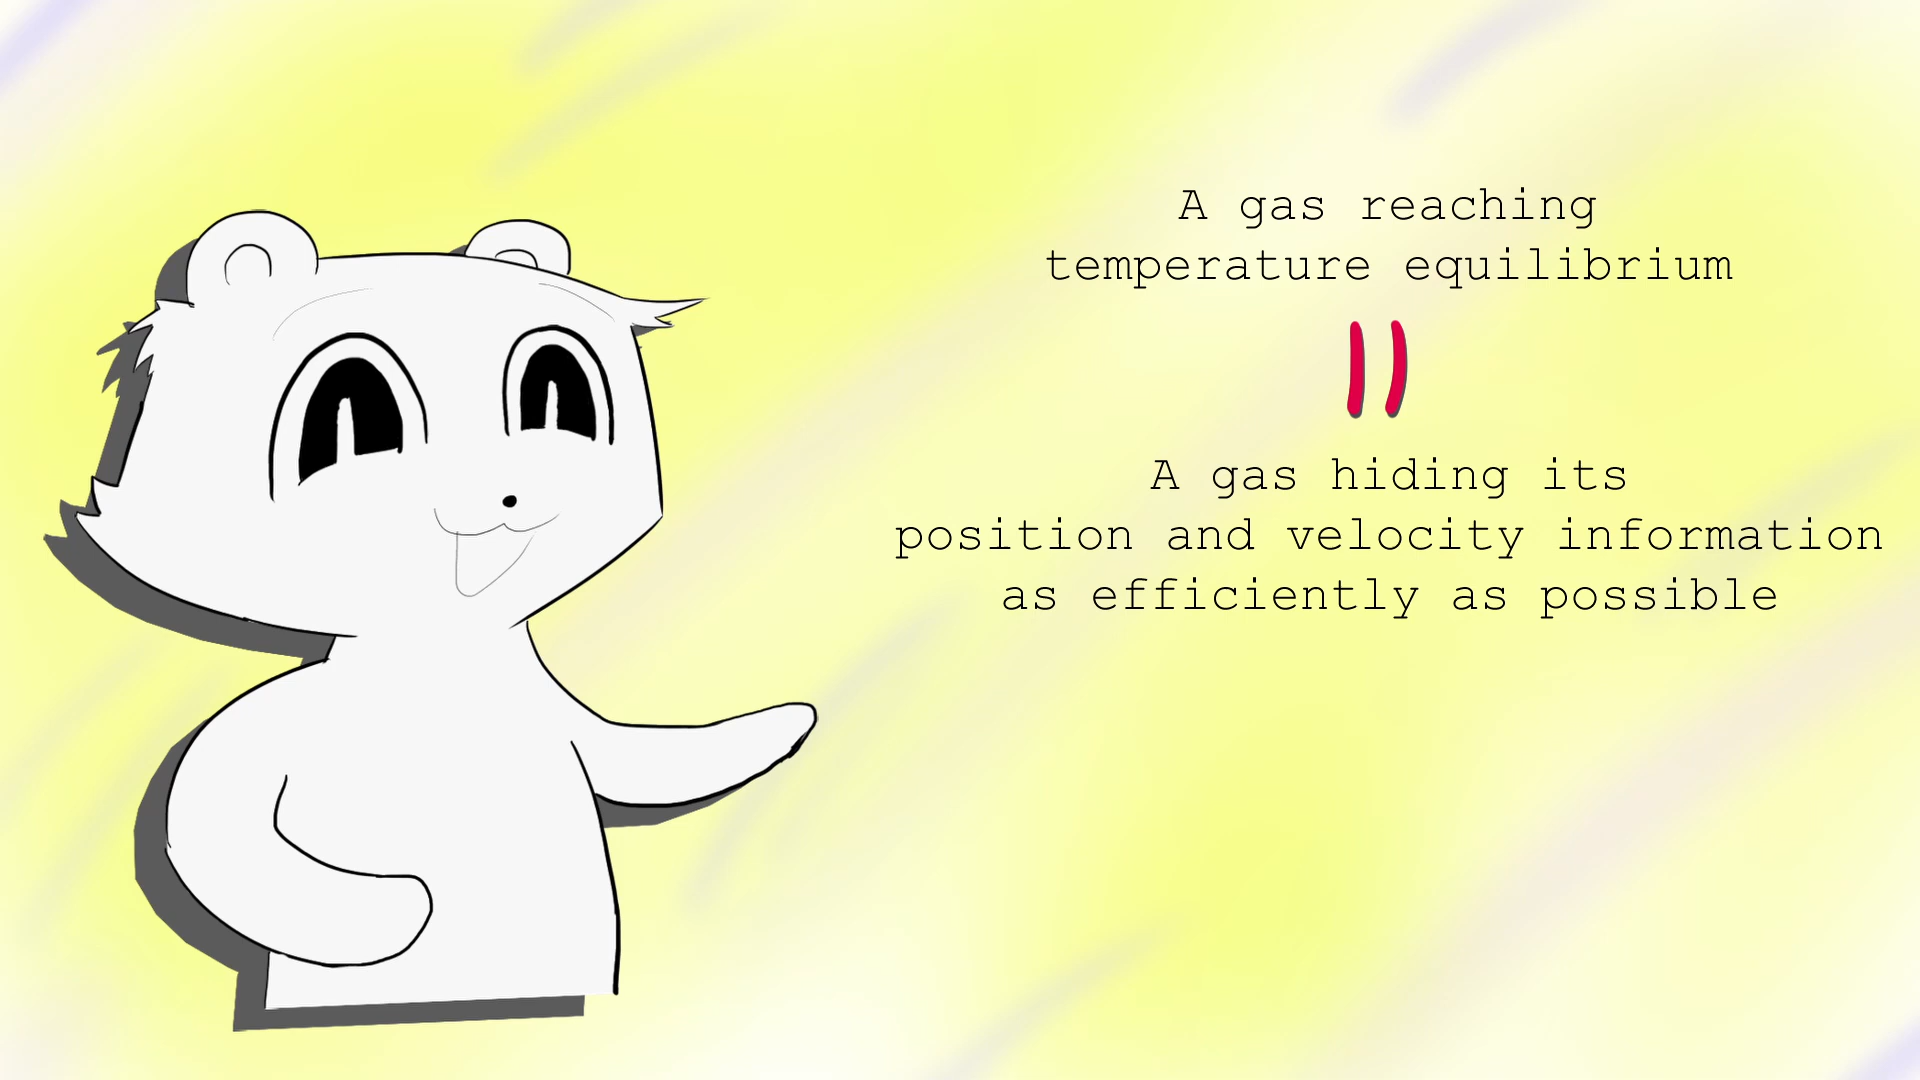 A gas reaching
temperature equilibrium
=
A gas hiding its
position and velocity information
as efficiently as possible